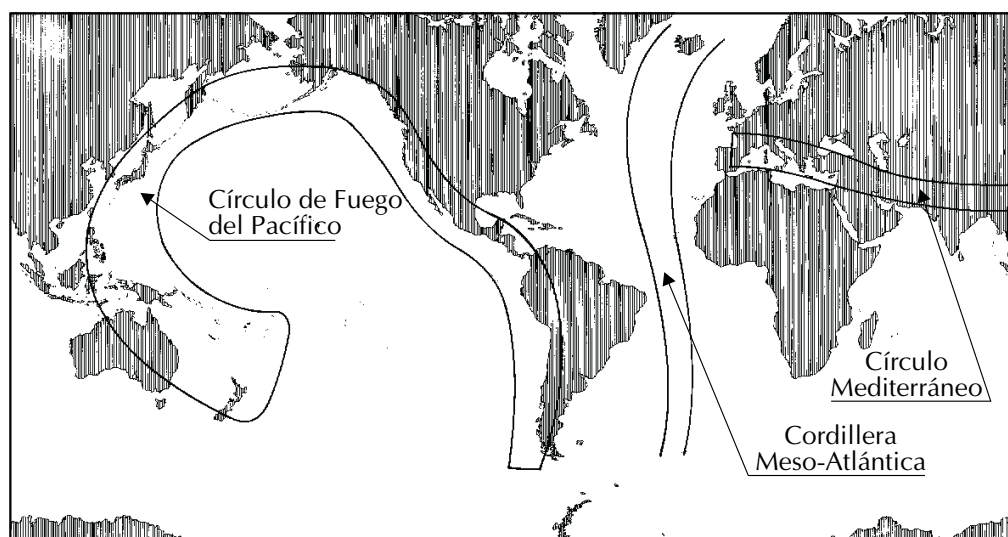 Círculo de Fuego
del Pacífico
Círculo
Mediterráneo
Cordillera
Meso-Atlántica